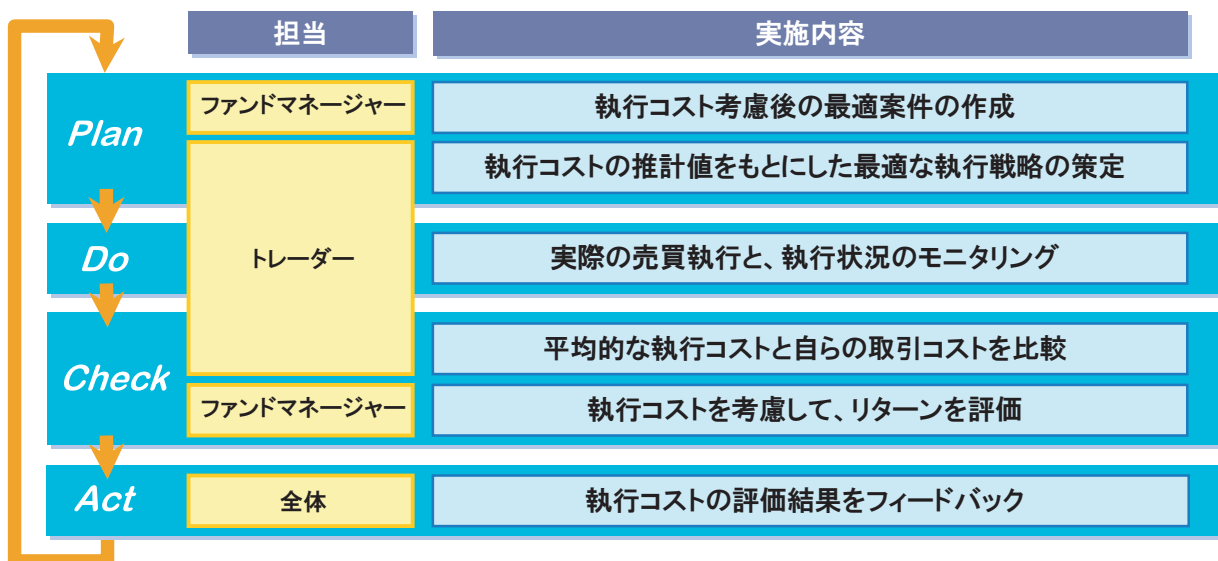 担当
実施内容
Plan
ファンドマネージャー
執行コスト考慮後の最適案件の作成
執行コストの推計値をもとにした最適な執行戦略の策定
Do
トレーダー
実際の売買執行と、執行状況のモニタリング
Check
平均的な執行コストと自らの取引コストを比較
ファンドマネージャー
執行コストを考慮して、リターンを評価
Act
全体
執行コストの評価結果をフィードバック